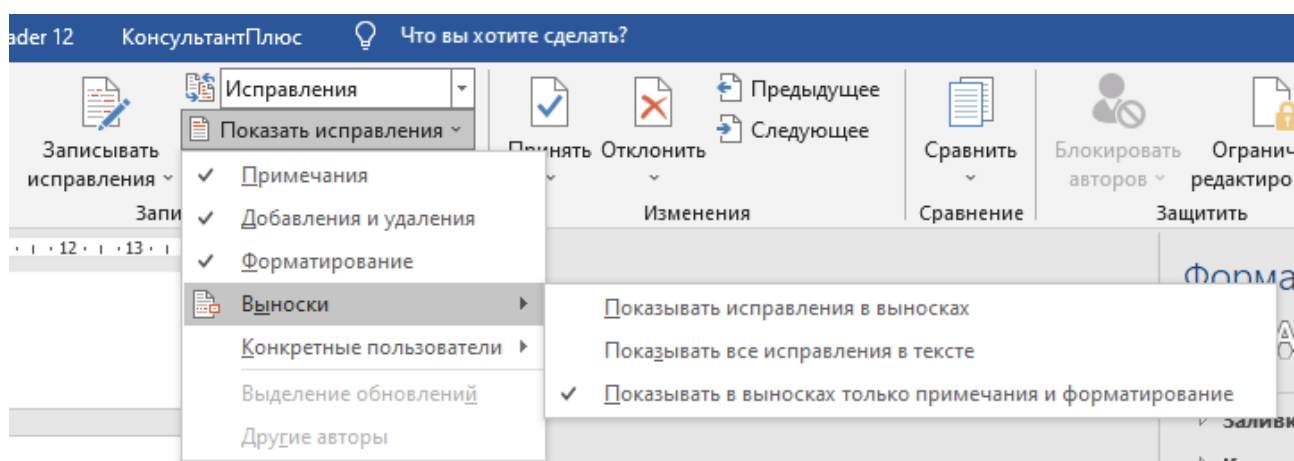 ader 12 КонсультантПлюс Что вы хотите сделать?
Исправления
Показать исправления
Записывать исправления
Принять
Отклонить
Предыдущее
Следующее
Сравнить
Блокировать авторов
Огранич
редактиро
Запи
Изменения
Сравнение
Защитить
12 13
Примечания
Добавления и удаления
Форматирование
Выноски
Конкретные пользователи
Выделение обновлений
Другие авторы
Показывать исправления в выносках
Показывать все исправления в тексте
Показывать в выносках только примечания и форматирование
Форма
Заливк